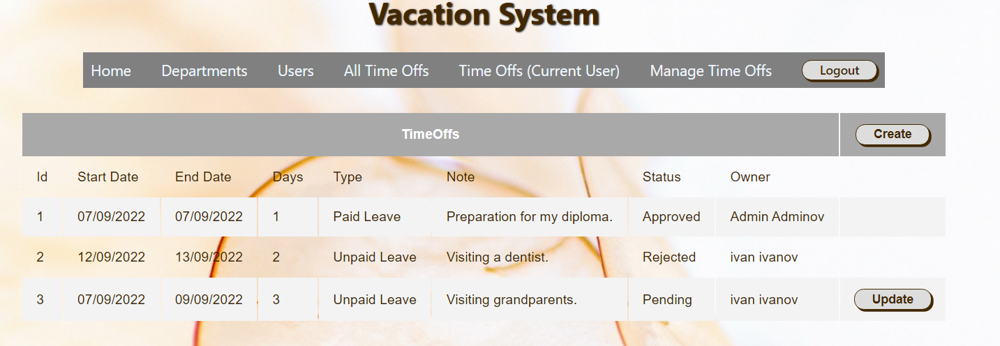 Vacation System
Home Departments Users All Time Offs Time Offs (Current User) Manage Time Offs Logout
TimeOffs Create
Id Start Date End Date Days Type Note Status Owner
1 07/09/2022 07/09/2022 1 Paid Leave Preparation for my diploma. Approved Admin Adminov
2 12/09/2022 13/09/2022 2 Unpaid Leave Visiting a dentist. Rejected ivan ivanov
3 07/09/2022 09/09/2022 3 Unpaid Leave Visiting grandparents. Pending ivan ivanov Update